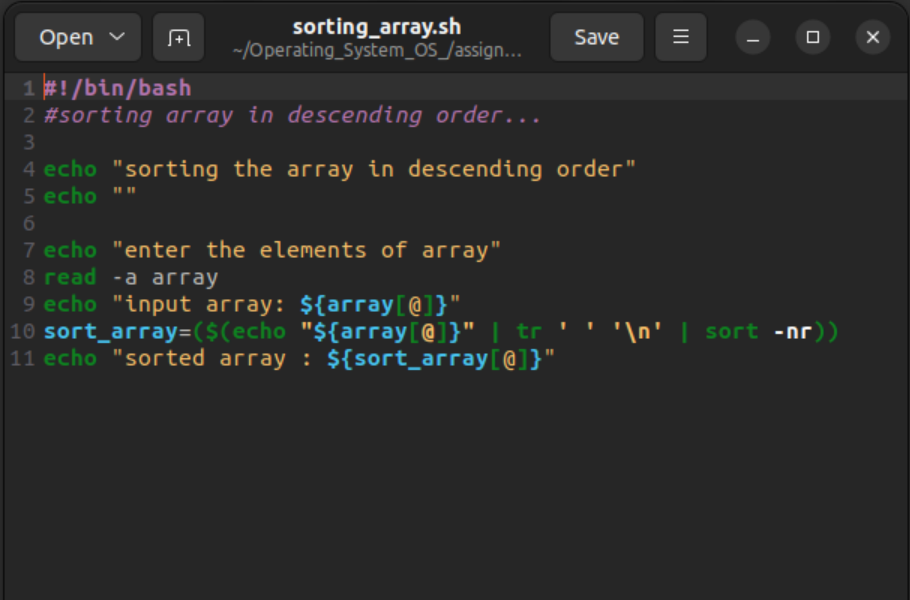 Open
sorting_array.sh
~/Operating_System_OS_/assign...
Save
1 #!/bin/bash
2 #sorting array in descending order...
3
4 echo "sorting the array in descending order"
5 echo ""
6
7 echo "enter the elements of array"
8 read -a array
9 echo "input array: ${array[@]}"
10 sort_array=($(echo "${array[@]}" | tr ' ' '\n' | sort -nr))
11 echo "sorted array : ${sort_array[@]}"